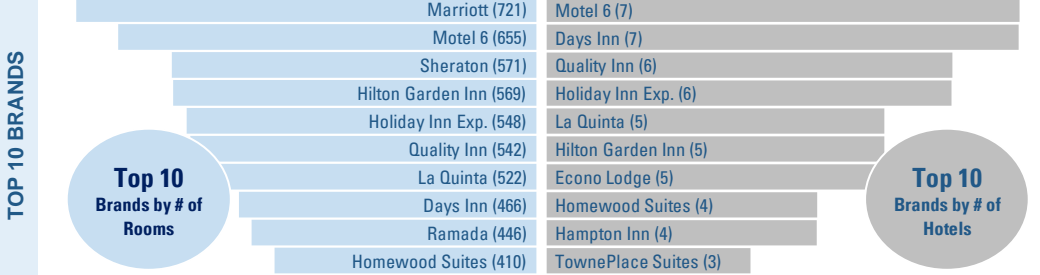 TOP 10 BRANDS
Marriott (721)
Motel 6 (655)
Sheraton (571)
Hilton Garden Inn (569)
Holiday Inn Exp. (548)
Quality Inn (542)
La Quinta (522)
Days Inn (466)
Ramada (446)
Homewood Suites (410)
Top 10
Brands by # of
Rooms
Motel 6 (7)
Days Inn (7)
Quality Inn (6)
Holiday Inn Exp. (6)
La Quinta (5)
Hilton Garden Inn (5)
Econo Lodge (5)
Homewood Suites (4)
Hampton Inn (4)
TownePlace Suites (3)
Top 10
Brands by # of
Hotels